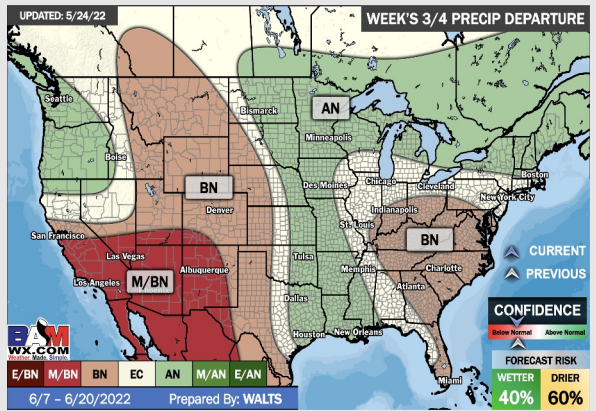 UPDATED: 5/24/22
WEEK'S 3/4 PRECIP DEPARTURE
Seattle
Bismarck
AN
Minneapolis
Boise
BN
Denver
Des Moines
Chicago
Cleveland
Boston
New York City
Indianapolis
St. Louis
BN
San Francisco
Las Vegas
Los Angeles
M/BN
Albuquerque
Tulsa
Memphis
Charlotte
Atlanta
Dallas
Houston
New Orleans
Miami
CURRENT
PREVIOUS
CONFIDENCE
Below Normal
Above Normal
FORECAST RISK
WETTER
DRIER
40%
60%
BAM
WX.COM
Weather. Made. Simple.
E/BN
M/BN
BN
EC
AN
M/AN
E/AN
6/7 – 6/20/2022
Prepared By: WALTS